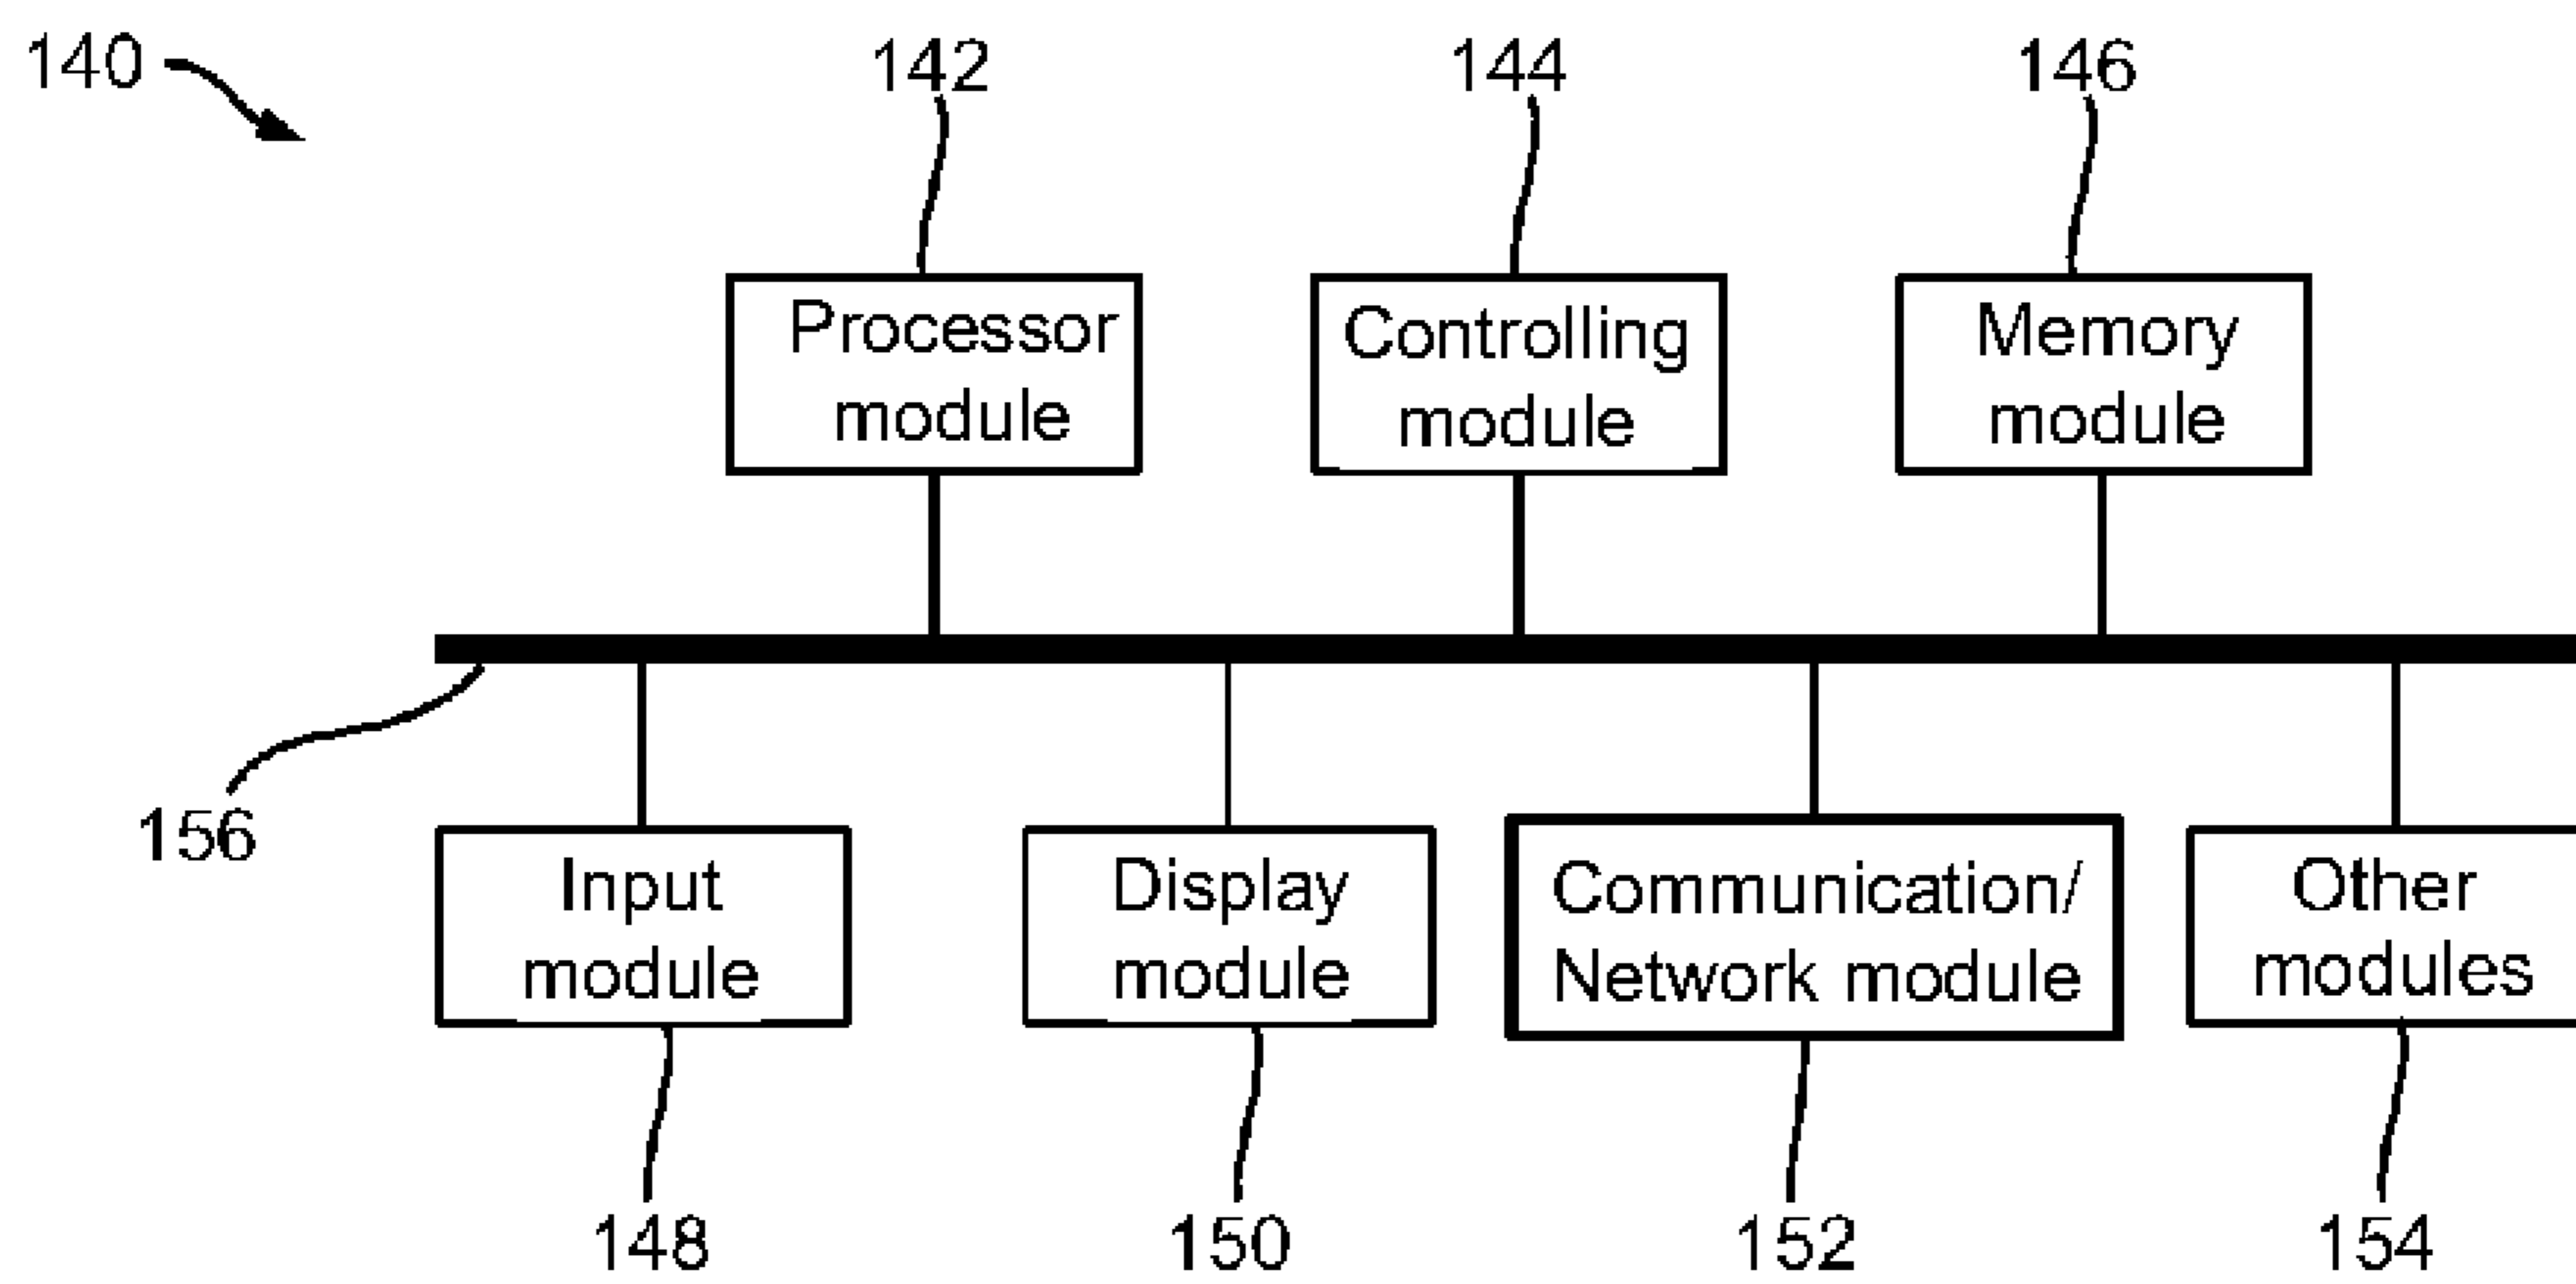 140
142
144
146
Processor
module
Controlling
module
Memory
module
156
Input
module
Display
module
Communication/
Network module
Other
modules
148
150
152
154